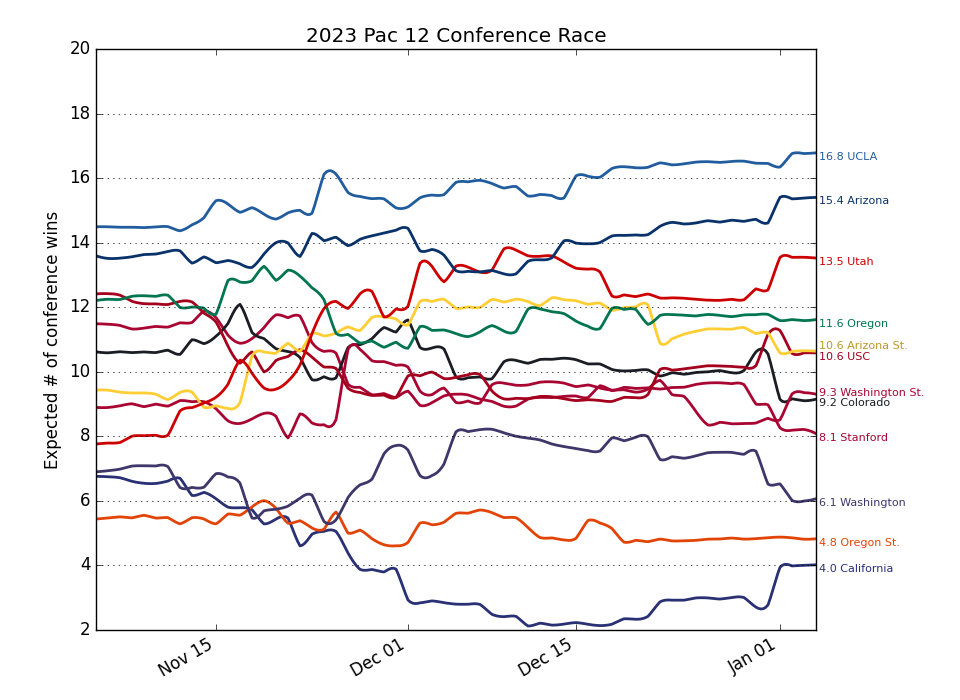 2023 Pac 12 Conference Race
Expected # of conference wins
20
18
16
14
12
10
8
6
4
2
16.8 UCLA
15.4 Arizona
13.5 Utah
11.6 Oregon
10.6 Arizona St.
10.6 USC
9.3 Washington St.
9.2 Colorado
8.1 Stanford
6.1 Washington
4.8 Oregon St.
4.0 California
Nov 15
Dec 01
Dec 15
Jan 01